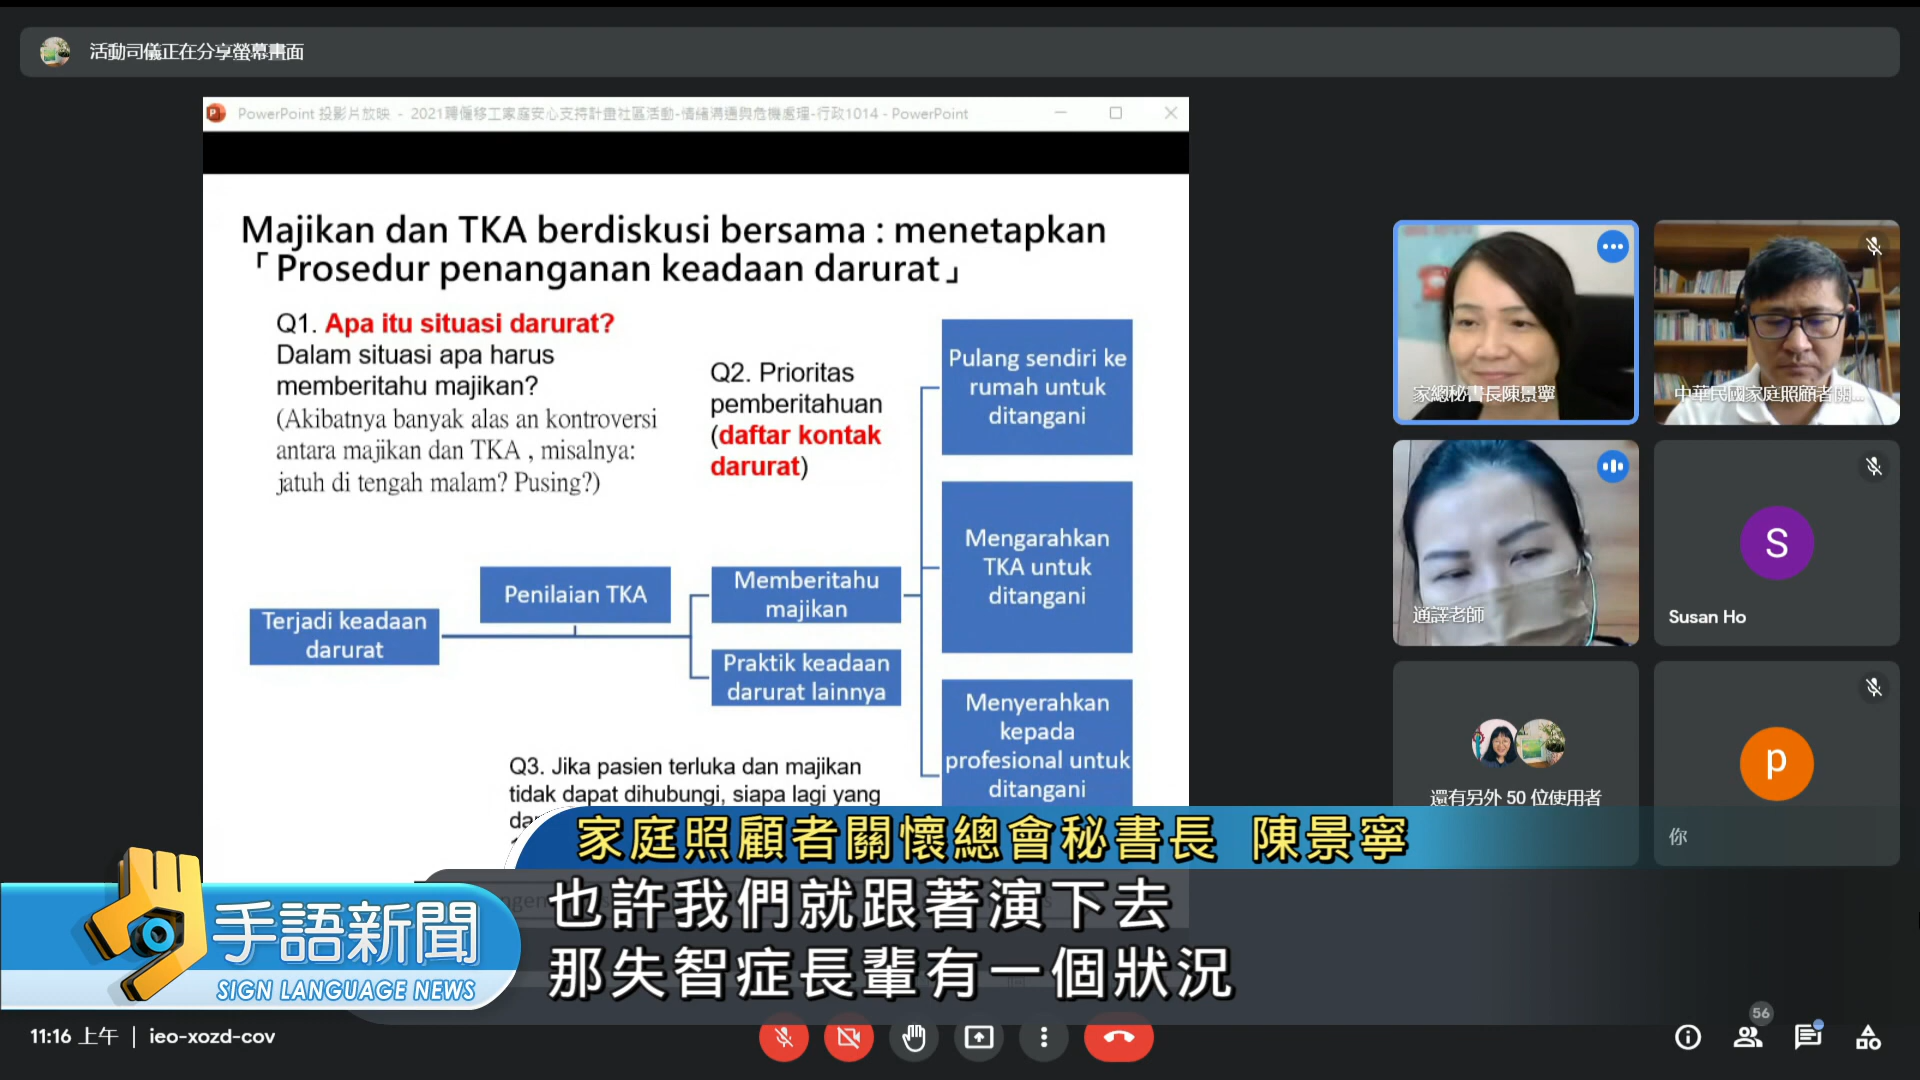 活動司儀正在分享螢幕畫面
PowerPoint 投影片放映 - 2021聘僱移工家庭安心支持計畫社區活動-情緒溝通與危機處理-行政1014 - PowerPoint
Majikan dan TKA berdiskusi bersama : menetapkan
「Prosedur penanganan keadaan darurat」
Q1. Apa itu situasi darurat?
Dalam situasi apa harus
memberitahu majikan?
(Akibatnya banyak alas an kontroversi
antara majikan dan TKA , misalnya:
jatuh di tengah malam? Pusing?)
Q2. Prioritas
pemberitahuan
(daftar kontak
darurat)
Pulang sendiri ke
rumah untuk
ditangani
Mengarahkan
TKA untuk
ditangani
Menyerahkan
kepada
profesional untuk
ditangani
Terjadi keadaan
darurat
Penilaian TKA
Memberitahu
majikan
Praktik keadaan
darurat lainnya
Q3. Jika pasien terluka dan majikan
tidak dapat dihubungi, siapa lagi yang
家總秘書長陳景寧
中華民國家庭照顧者關...
通譯老師
S
Susan Ho
還有另外 50 位使用者
p
你
家庭照顧者關懷總會秘書長 陳景寧
也許我們就跟著演下去
那失智症長輩有一個狀況
手語新聞
SIGN LANGUAGE NEWS
11:16 上午 | ieo-xozd-cov
56